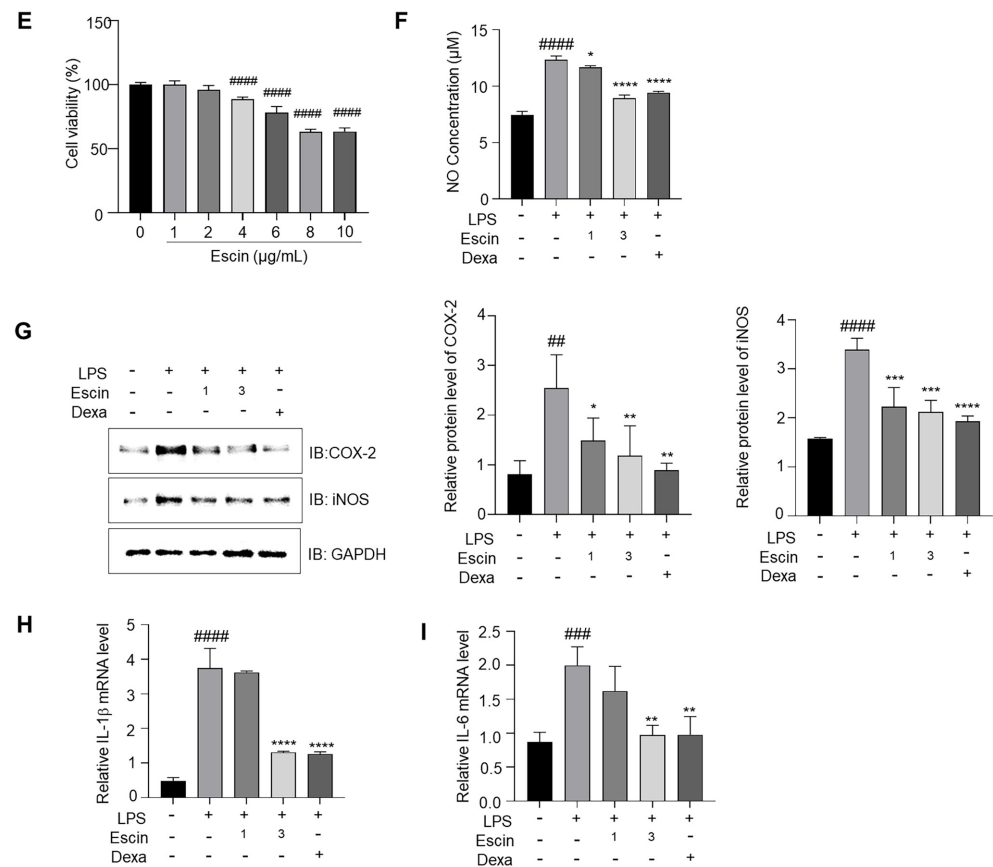 E
150
100
50
0
Cell viability (%)
####
####
####
####
0 1 2 4 6 8 10
Escin (µg/mL)
F
15
10
5
0
NO Concentration (µM)
####
*
****
****
LPS - + + + +
Escin - - 1 3 -
Dexa - - - - +
G
LPS - + + + +
Escin - - 1 3 -
Dexa - - - - +
IB:COX-2
IB: iNOS
IB: GAPDH
Relative protein level of COX-2
4
3
2
1
0
##
*
**
**
LPS - + + + +
Escin - - 1 3 -
Dexa - - - - +
Relative protein level of iNOS
4
3
2
1
0
####
***
***
****
LPS - + + + +
Escin - - 1 3 -
Dexa - - - - +
H
Relative IL-1β mRNA level
5
4
3
2
1
0
####
****
****
LPS - + + + +
Escin - - 1 3 -
Dexa - - - - +
I
Relative IL-6 mRNA level
2.5
2.0
1.5
1.0
0.5
0.0
###
**
**
LPS - + + + +
Escin - - 1 3 -
Dexa - - - - +